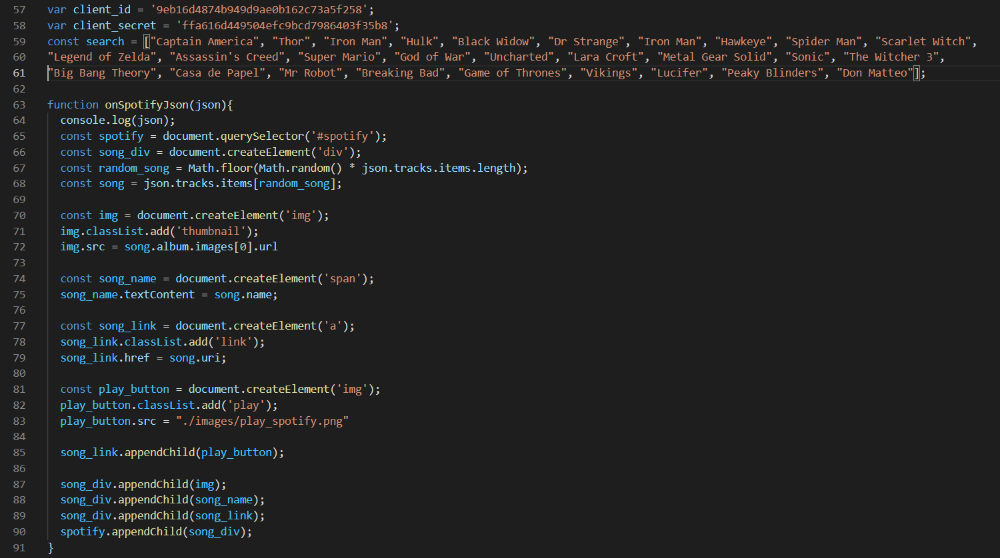 57 var client_id = '9eb16d4874b949d9ae0b162c73a5f258';
58 var client_secret = 'ffa616d449504efc9bcd7986403f35b8';
59 const search = ["Captain America", "Thor", "Iron Man", "Hulk", "Black Widow", "Dr Strange", "Iron Man", "Hawkeye", "Spider Man", "Scarlet Witch",
60 "Legend of Zelda", "Assassin's Creed", "Super Mario", "God of War", "Uncharted", "Lara Croft", "Metal Gear Solid", "Sonic", "The Witcher 3",
61 "Big Bang Theory", "Casa de Papel", "Mr Robot", "Breaking Bad", "Game of Thrones", "Vikings", "Lucifer", "Peaky Blinders", "Don Matteo"];
62
63 function onSpotifyJson(json){
64   console.log(json);
65   const spotify = document.querySelector('#spotify');
66   const song_div = document.createElement('div');
67   const random_song = Math.floor(Math.random() * json.tracks.items.length);
68   const song = json.tracks.items[random_song];
69
70   const img = document.createElement('img');
71   img.classList.add('thumbnail');
72   img.src = song.album.images[0].url
73
74   const song_name = document.createElement('span');
75   song_name.textContent = song.name;
76
77   const song_link = document.createElement('a');
78   song_link.classList.add('link');
79   song_link.href = song.uri;
80
81   const play_button = document.createElement('img');
82   play_button.classList.add('play');
83   play_button.src = "./images/play_spotify.png"
84
85   song_link.appendChild(play_button);
86
87   song_div.appendChild(img);
88   song_div.appendChild(song_name);
89   song_div.appendChild(song_link);
90   spotify.appendChild(song_div);
91 }